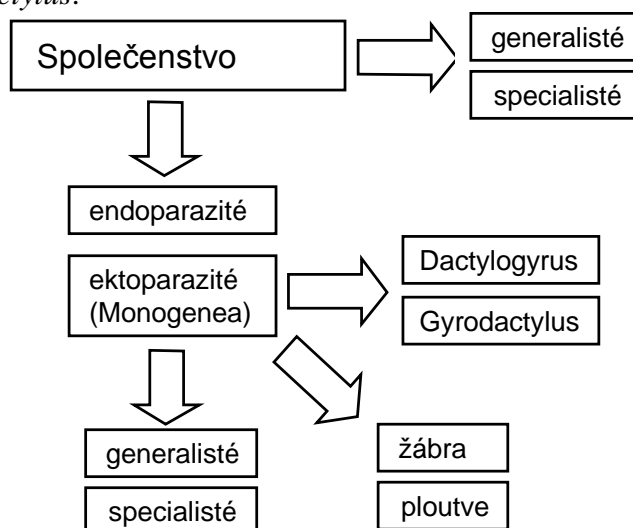 Společenstvo
generalisté
specialisté
endoparazité
ektoparazité
(Monogenea)
Dactylogyrus
Gyrodactylus
generalisté
specialisté
žábra
ploutve